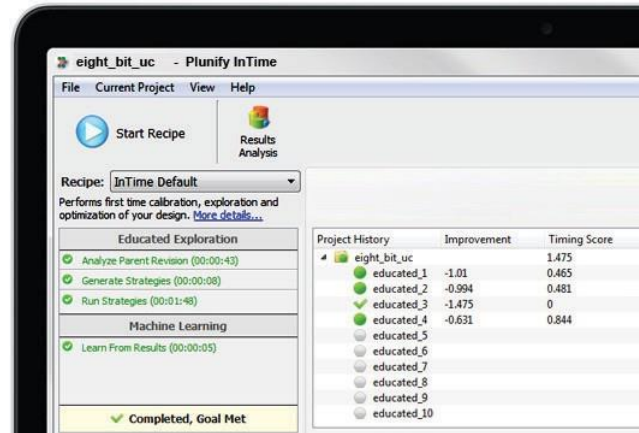 eight_bit_uc - Plunify InTime
File Current Project View Help
Start Recipe
Results
Analysis
Recipe: InTime Default
Performs first time calibration, exploration and
optimization of your design. More details...
Educated Exploration
Analyze Parent Revision (00:00:43)
Generate Strategies (00:00:08)
Run Strategies (00:01:48)
Machine Learning
Learn From Results (00:00:05)
Completed, Goal Met
Project History Improvement Timing Score
eight_bit_uc 1.475
educated_1 -1.01 0.465
educated_2 -0.994 0.481
educated_3 -1.475 0
educated_4 -0.631 0.844
educated_5
educated_6
educated_7
educated_8
educated_9
educated_10